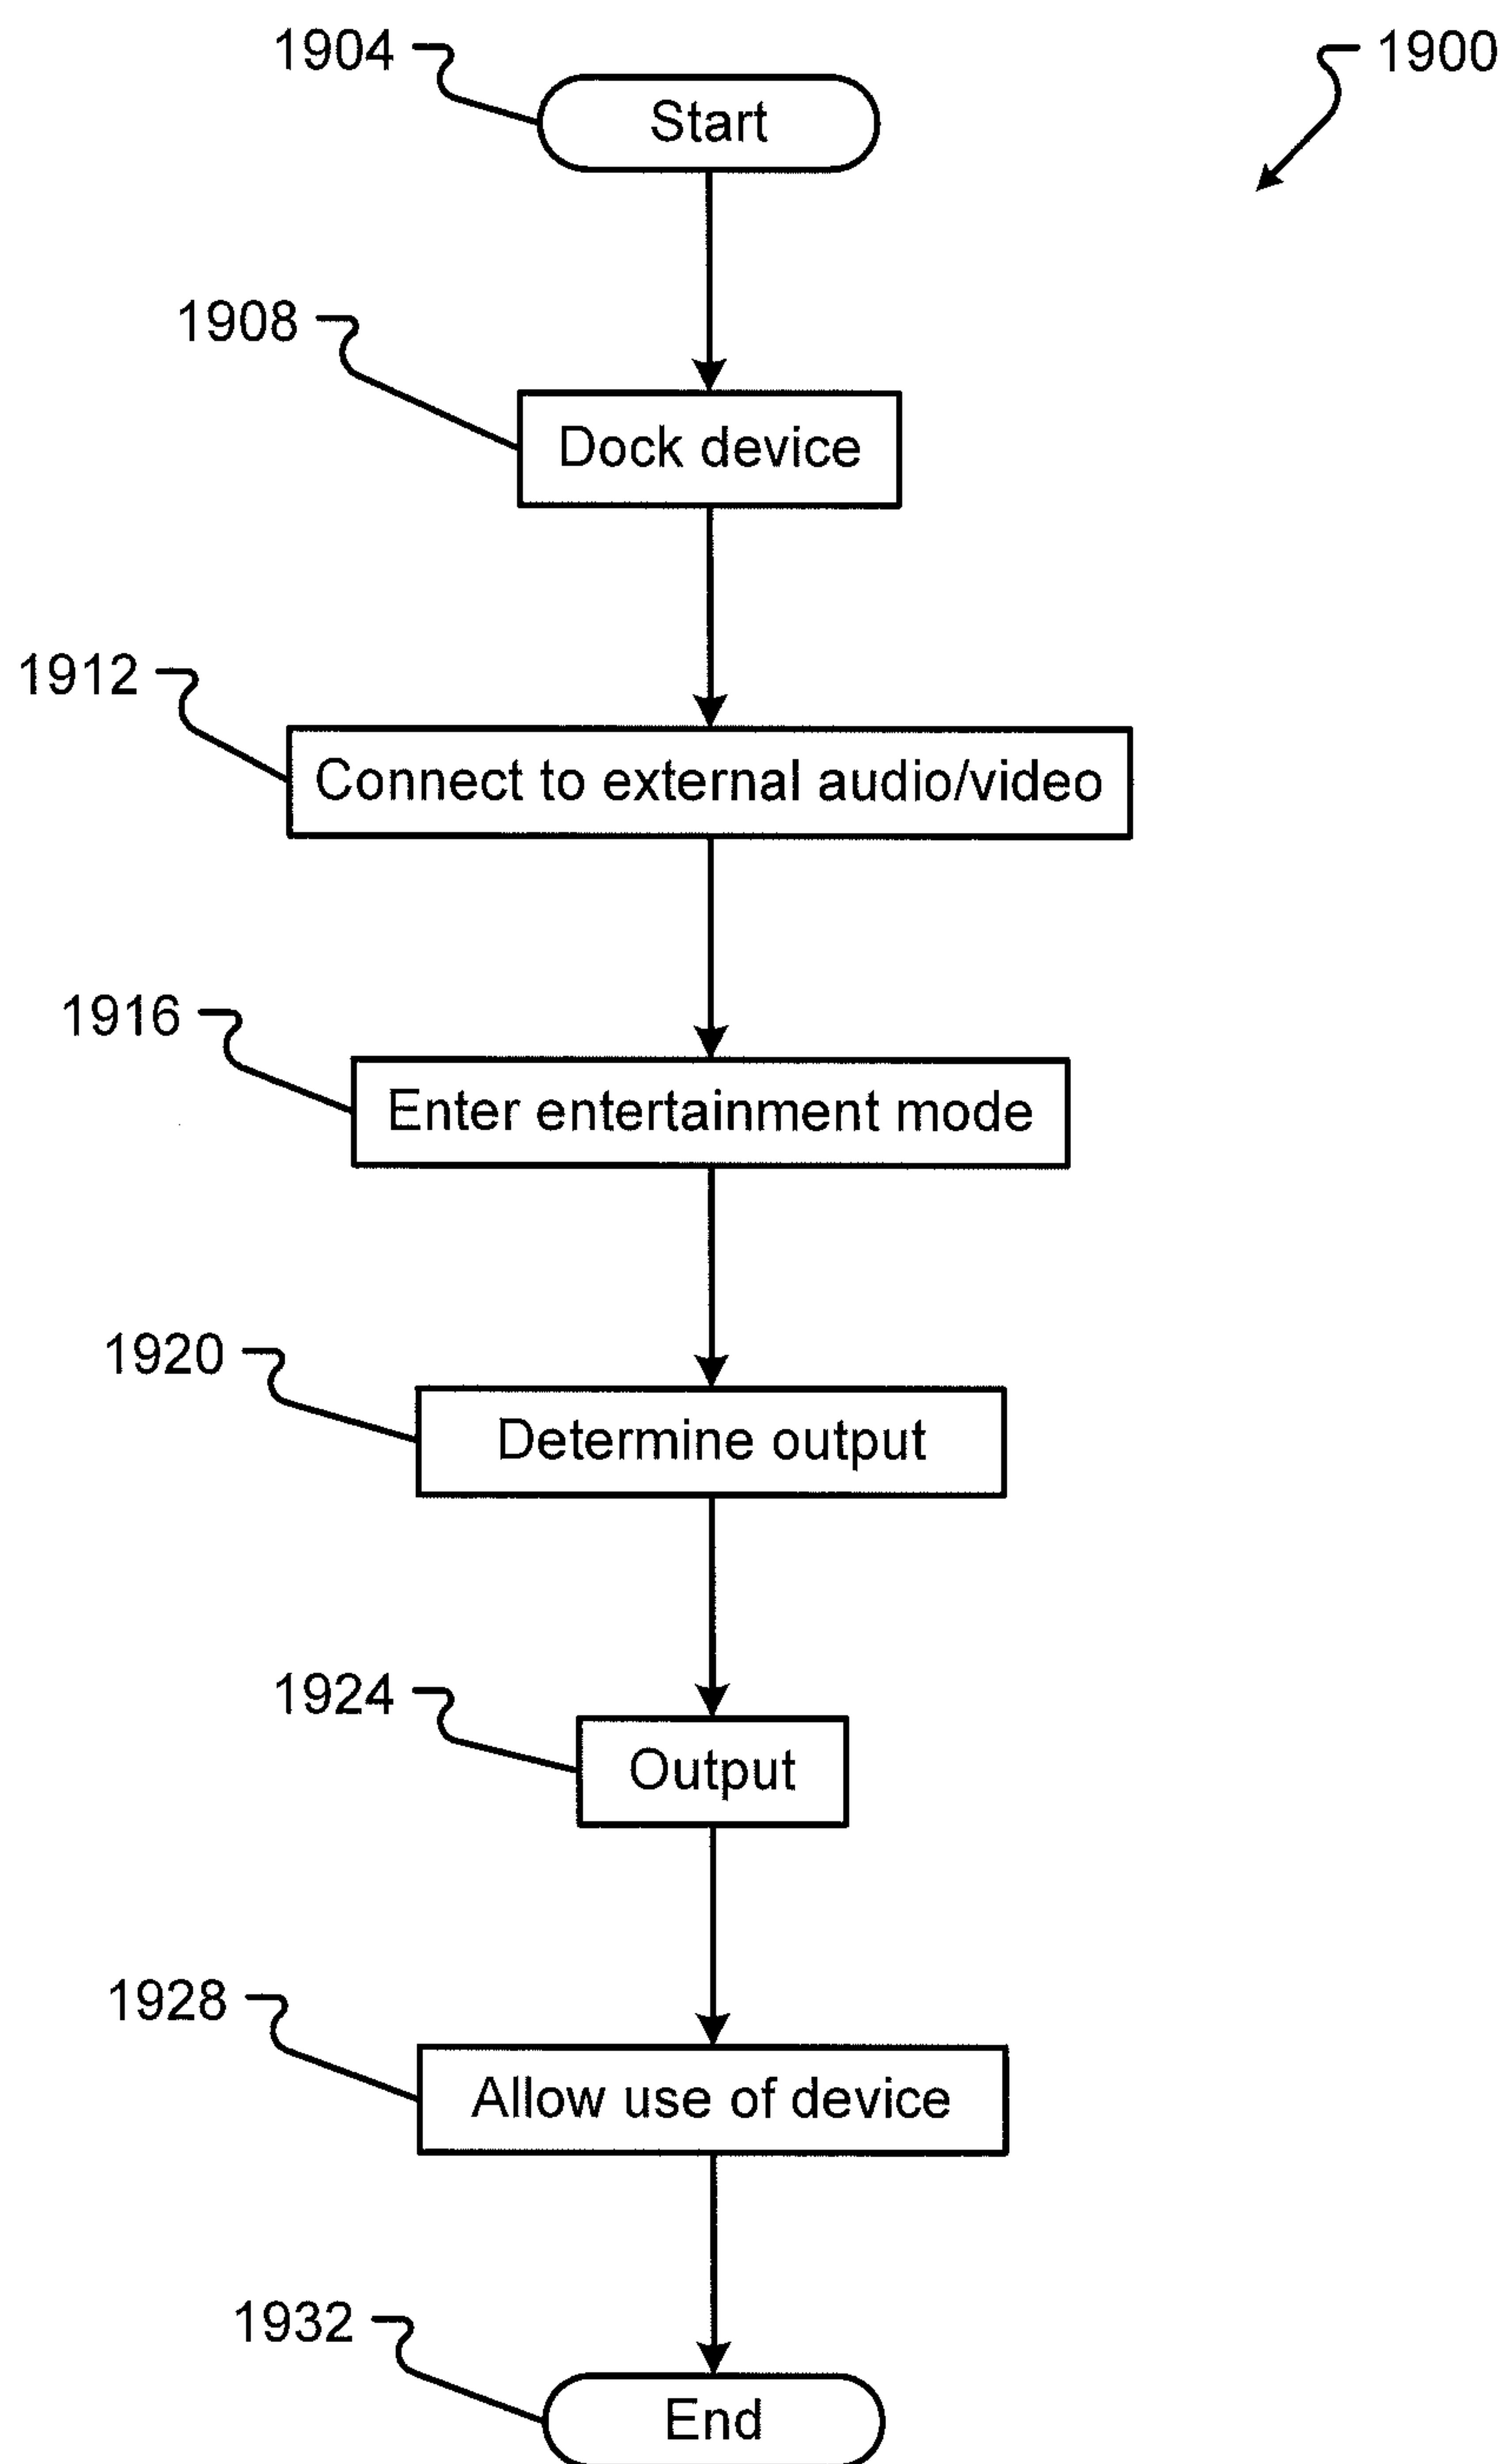 1904
1900
Start
1908
Dock device
1912
Connect to external audio/video
1916
Enter entertainment mode
1920
Determine output
1924
Output
1928
Allow use of device
1932
End